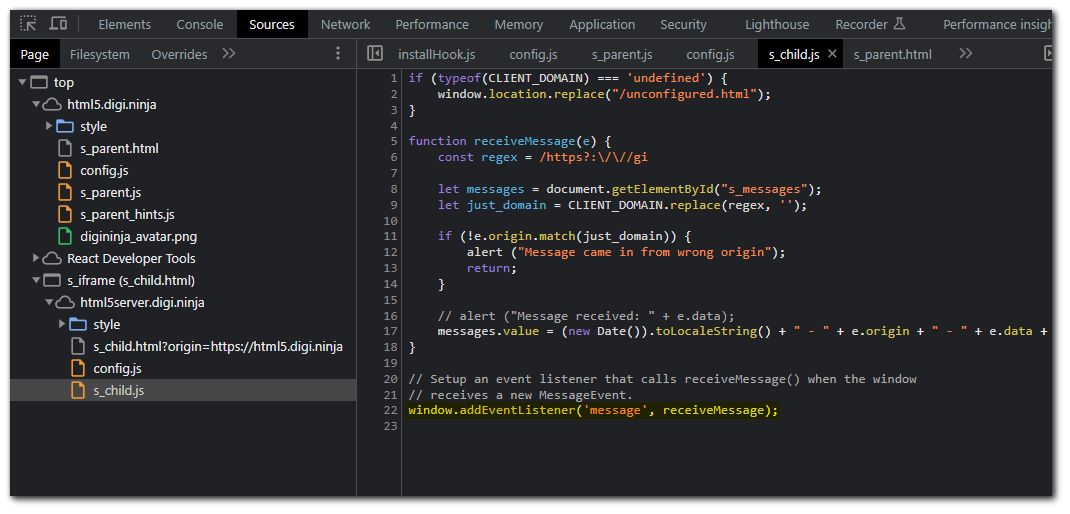 Elements Console Sources Network Performance Memory Application Security Lighthouse Recorder Performance insigh
Page Filesystem Overrides >> installHook.js config.js s_parent.js config.js s_child.js × s_parent.html >>
top
html5.digi.ninja
style
s_parent.html
config.js
s_parent.js
s_parent_hints.js
digininja_avatar.png
React Developer Tools
s_iframe (s_child.html)
html5server.digi.ninja
style
s_child.html?origin=https://html5.digi.ninja
config.js
s_child.js
1 if (typeof(CLIENT_DOMAIN) === 'undefined') {
2     window.location.replace("/unconfigured.html");
3 }
4
5 function receiveMessage(e) {
6     const regex = /https?:\/\//gi
7
8     let messages = document.getElementById("s_messages");
9     let just_domain = CLIENT_DOMAIN.replace(regex, '');
10
11     if (!e.origin.match(just_domain)) {
12         alert ("Message came in from wrong origin");
13         return;
14     }
15
16     // alert ("Message received: " + e.data);
17     messages.value = (new Date()).toLocaleString() + " - " + e.origin + " - " + e.data +
18 }
19
20 // Setup an event listener that calls receiveMessage() when the window
21 // receives a new MessageEvent.
22 window.addEventListener('message', receiveMessage);
23